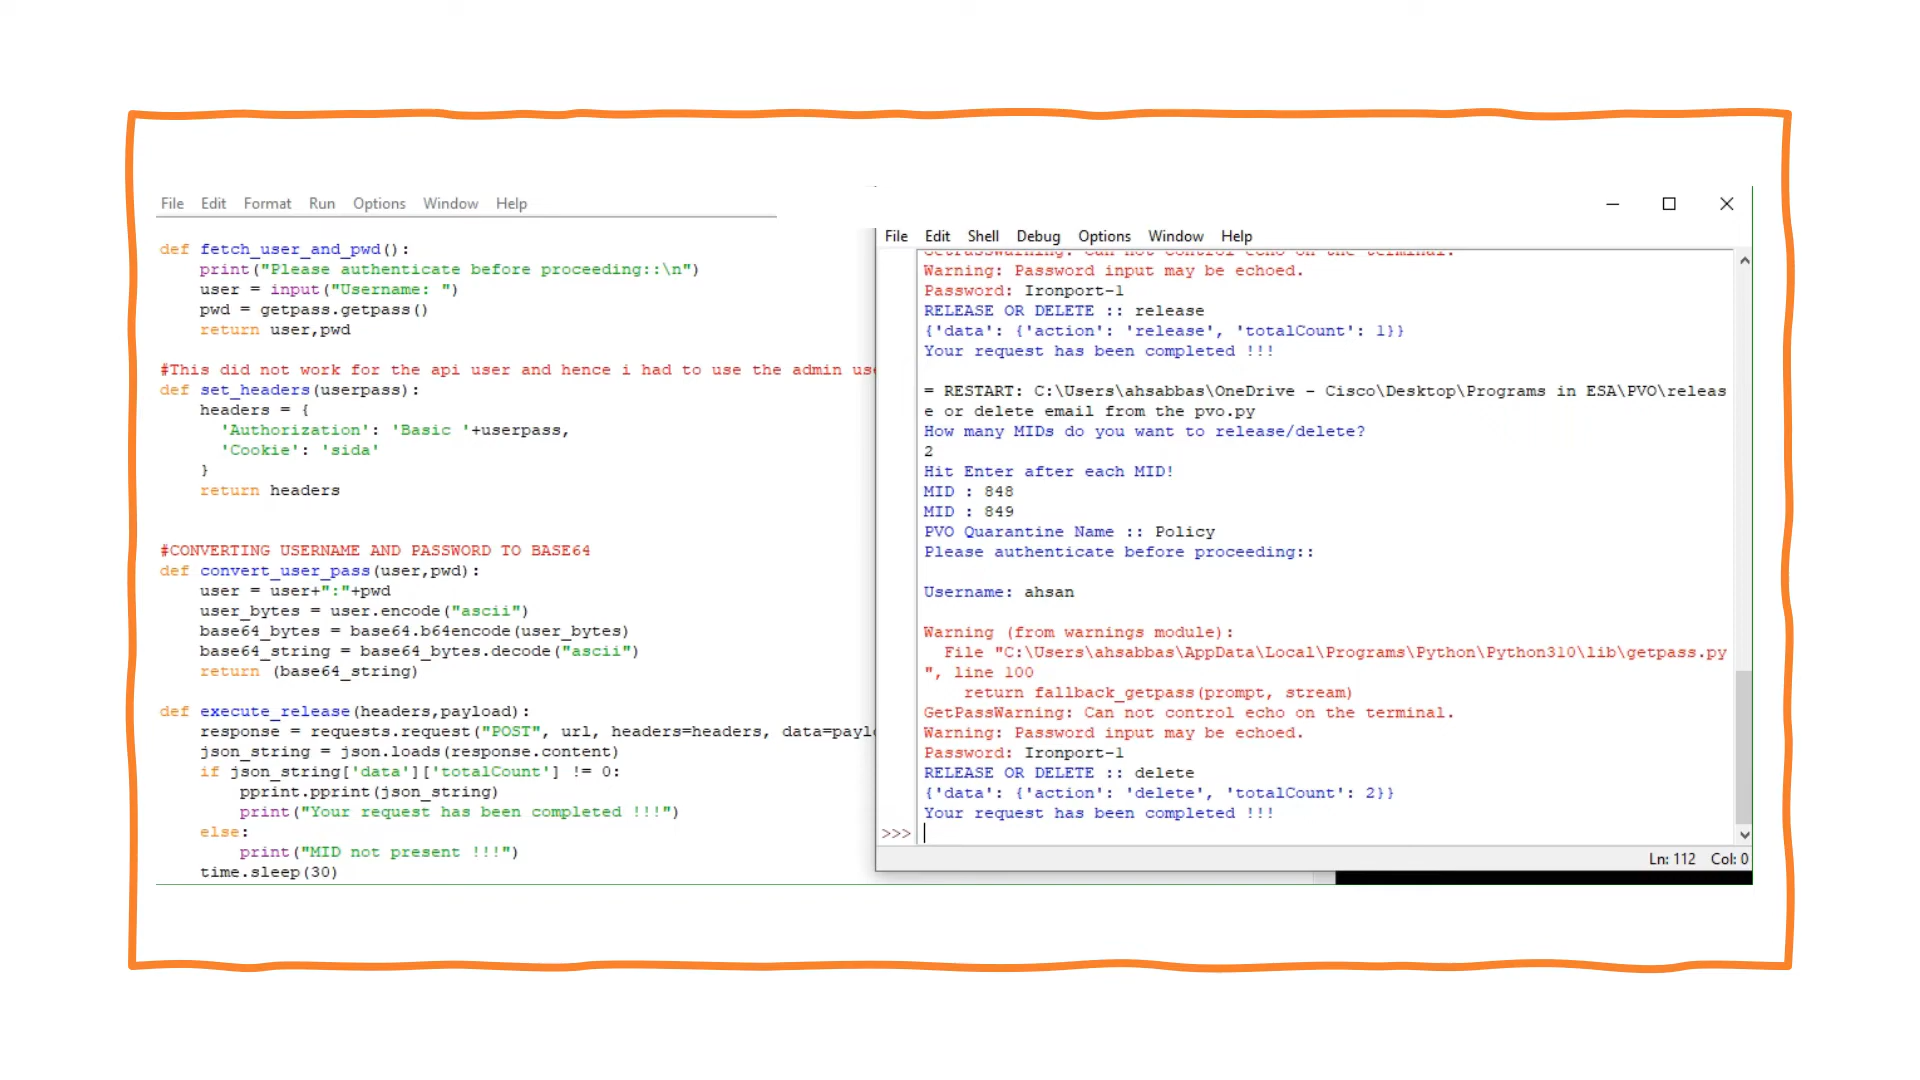 File Edit Format Run Options Window Help
def fetch_user_and_pwd():
    print("Please authenticate before proceeding::\n")
    user = input("Username: ")
    pwd = getpass.getpass()
    return user,pwd
#This did not work for the api user and hence i had to use the admin
def set_headers(userpass):
    headers = {
      'Authorization': 'Basic '+userpass,
      'Cookie': 'sida'
    }
    return headers
#CONVERTING USERNAME AND PASSWORD TO BASE64
def convert_user_pass(user,pwd):
    user = user+":"+pwd
    user_bytes = user.encode("ascii")
    base64_bytes = base64.b64encode(user_bytes)
    base64_string = base64_bytes.decode("ascii")
    return (base64_string)
def execute_release(headers,payload):
    response = requests.request("POST", url, headers=headers, data=
    json_string = json.loads(response.content)
    if json_string['data']['totalCount'] != 0:
        pprint.pprint(json_string)
        print("Your request has been completed !!!")
    else:
        print("MID not present !!!")
    time.sleep(30)
File Edit Shell Debug Options Window Help
GetPassWarning: Can not control echo on the terminal.
Warning: Password input may be echoed.
Password: Ironport-1
RELEASE OR DELETE :: release
{'data': {'action': 'release', 'totalCount': 1}}
Your request has been completed !!!
= RESTART: C:\Users\ahsabbas\OneDrive - Cisco\Desktop\Programs in ESA\PVO\releas
e or delete email from the pvo.py
How many MIDs do you want to release/delete?
2
Hit Enter after each MID!
MID : 848
MID : 849
PVO Quarantine Name :: Policy
Please authenticate before proceeding::
Username: ahsan
Warning (from warnings module):
  File "C:\Users\ahsabbas\AppData\Local\Programs\Python\Python310\lib\getpass.py
", line 100
    return fallback_getpass(prompt, stream)
GetPassWarning: Can not control echo on the terminal.
Warning: Password input may be echoed.
Password: Ironport-1
RELEASE OR DELETE :: delete
{'data': {'action': 'delete', 'totalCount': 2}}
Your request has been completed !!!
>>>
Ln: 112 Col: 0